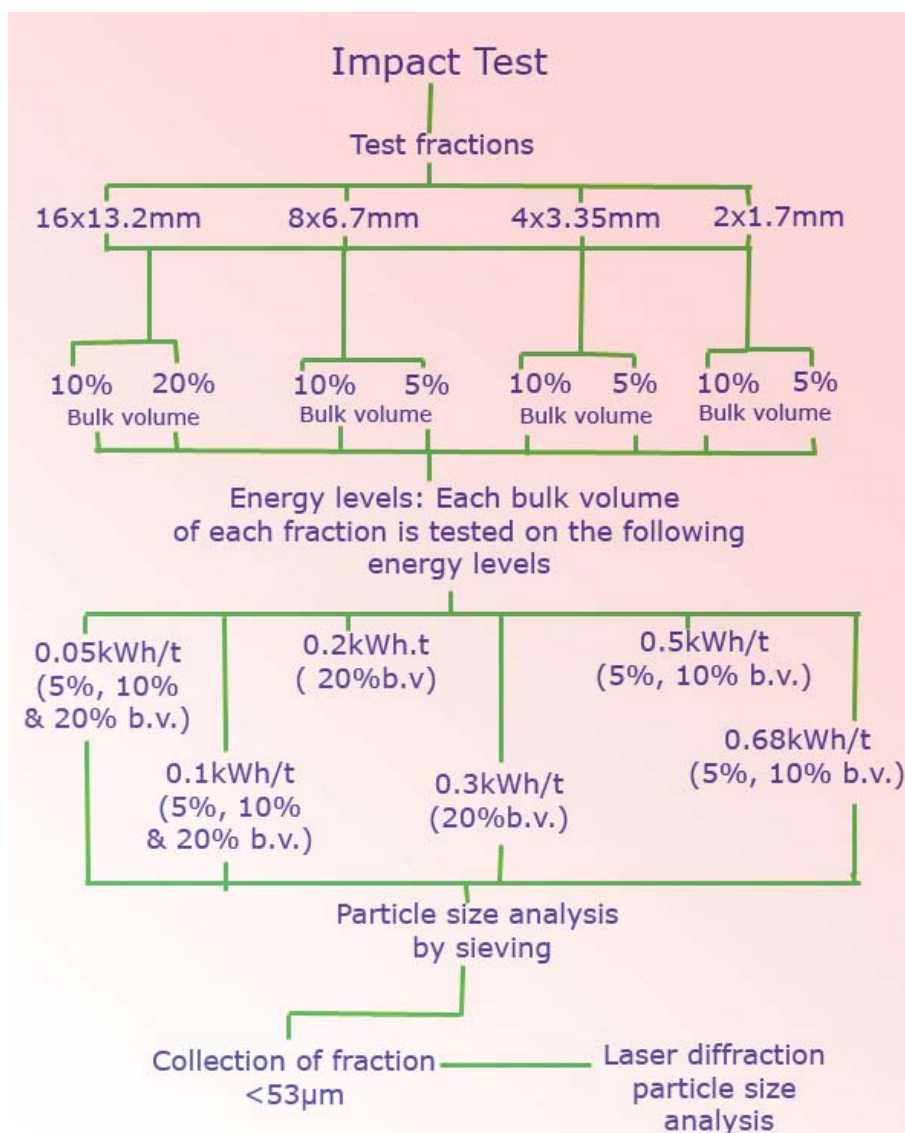 Impact Test
Test fractions
16x13.2mm 8x6.7mm 4x3.35mm 2x1.7mm
10% 20% 10% 5% 10% 5% 10% 5%
Bulk volume Bulk volume Bulk volume Bulk volume
Energy levels: Each bulk volume
of each fraction is tested on the following
energy levels
0.05kWh/t
(5%, 10%
& 20% b.v.)
0.1kWh/t
(5%, 10%
& 20% b.v.)
0.2kWh.t
( 20%b.v)
0.3kWh/t
(20%b.v.)
0.5kWh/t
(5%, 10% b.v.)
0.68kWh/t
(5%, 10% b.v.)
Particle size analysis
by sieving
Collection of fraction
<53µm
Laser diffraction
particle size
analysis